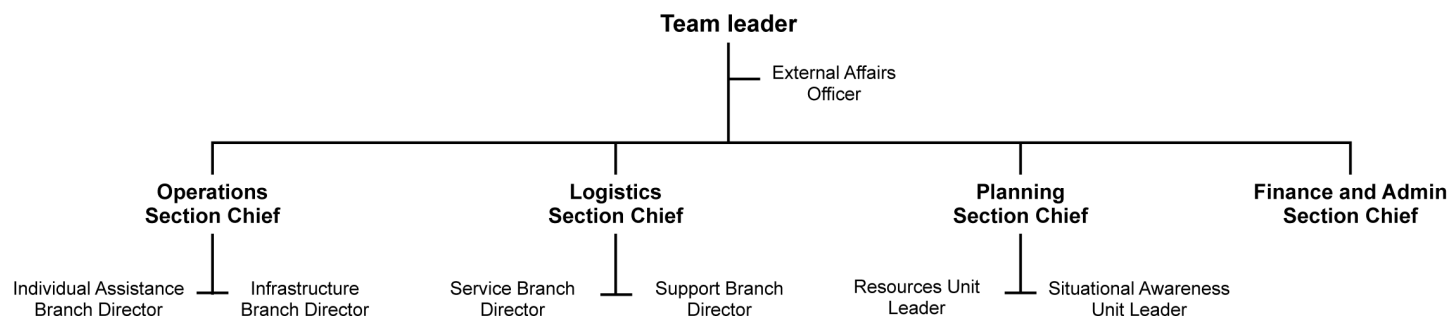 Team leader
External Affairs
Officer
Operations
Section Chief
Logistics
Section Chief
Planning
Section Chief
Finance and Admin
Section Chief
Individual Assistance
Branch Director
Infrastructure
Branch Director
Service Branch
Director
Support Branch
Director
Resources Unit
Leader
Situational Awareness
Unit Leader